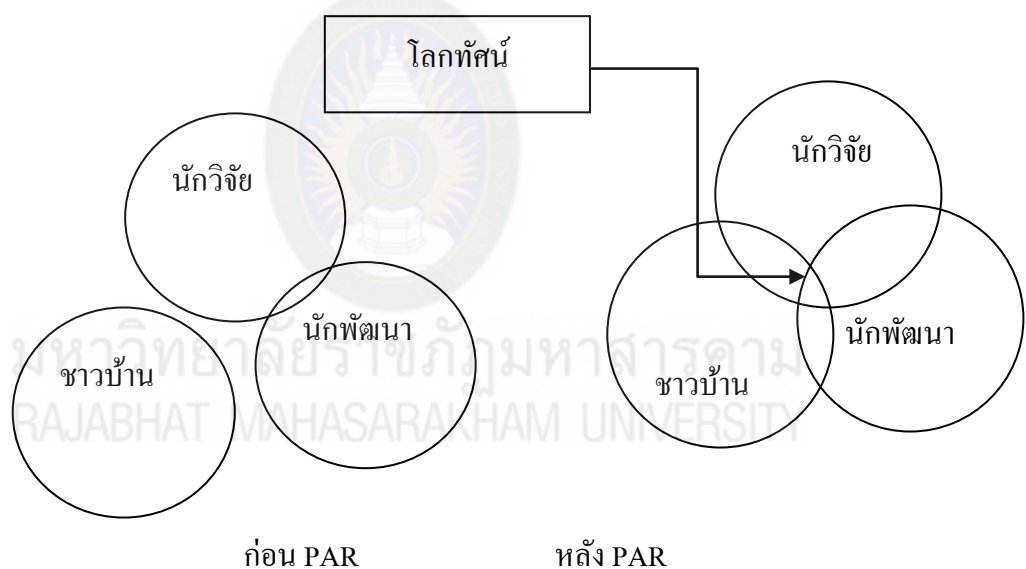 โลกทัศน์
นักวิจัย
นักพัฒนา
ชาวบ้าน
นักวิจัย
นักพัฒนา
ชาวบ้าน
มหาวิทยาลัยราชภัฏมหาสารคาม
RAJABHAT MAHASARAKHAM UNIVERSITY
ก่อน PAR หลัง PAR